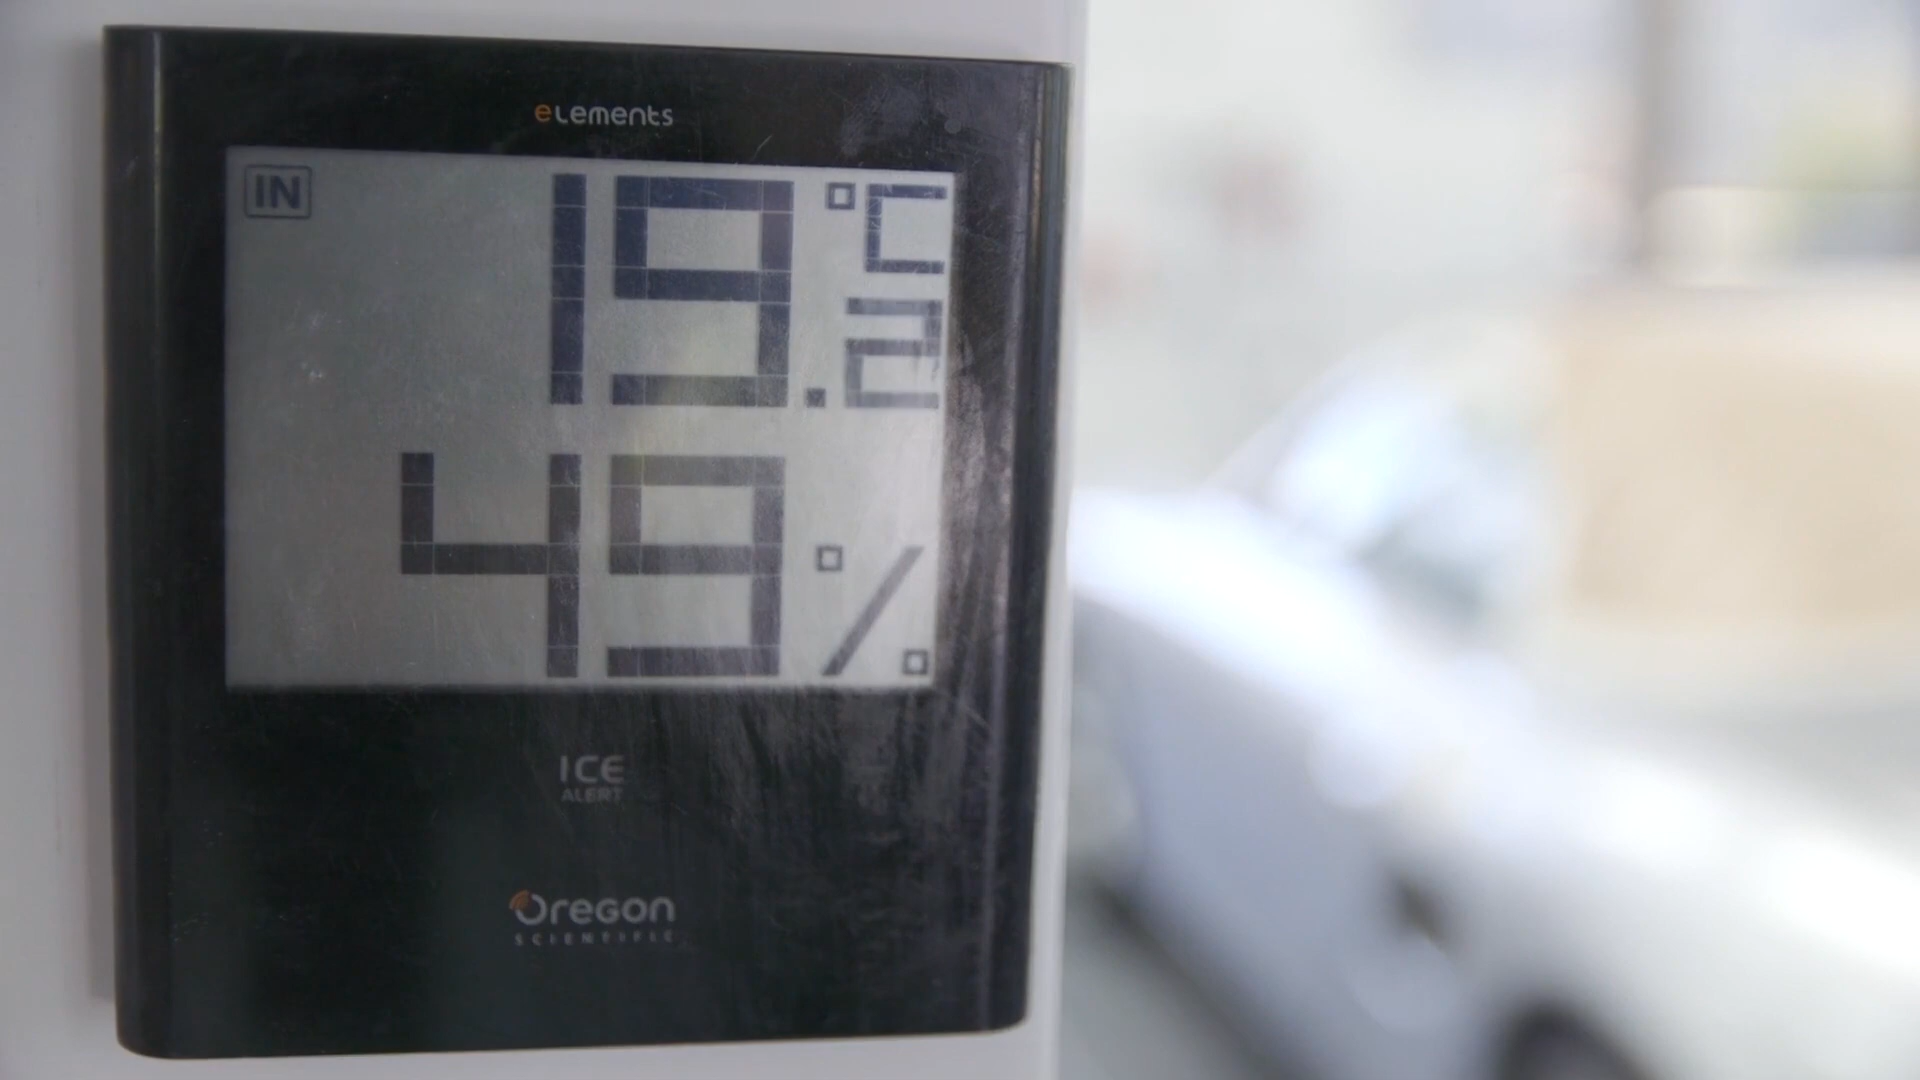 eLements
IN
19.2 °C
49 %
ICE
ALERT
OREGON
SCIENTIFIC